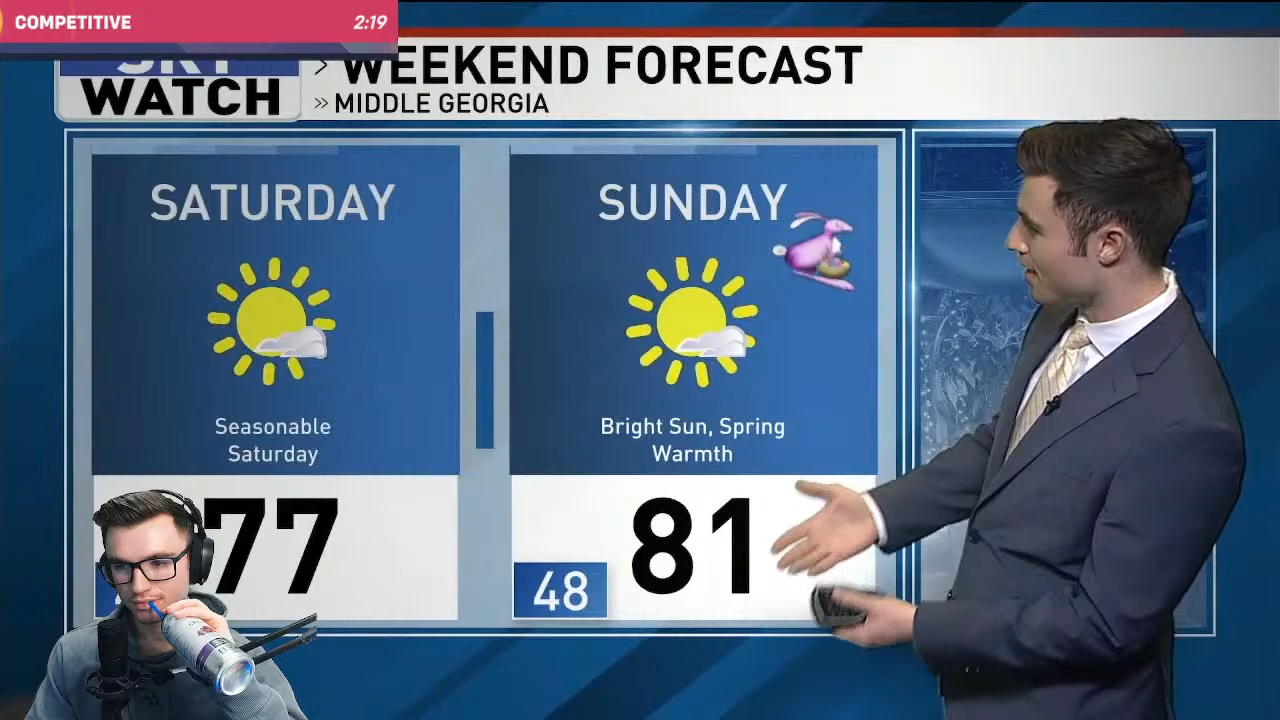 COMPETITIVE
2:19
SKY
WATCH
> WEEKEND FORECAST
» MIDDLE GEORGIA
SATURDAY
SUNDAY
Seasonable
Saturday
Bright Sun, Spring
Warmth
77
48
81